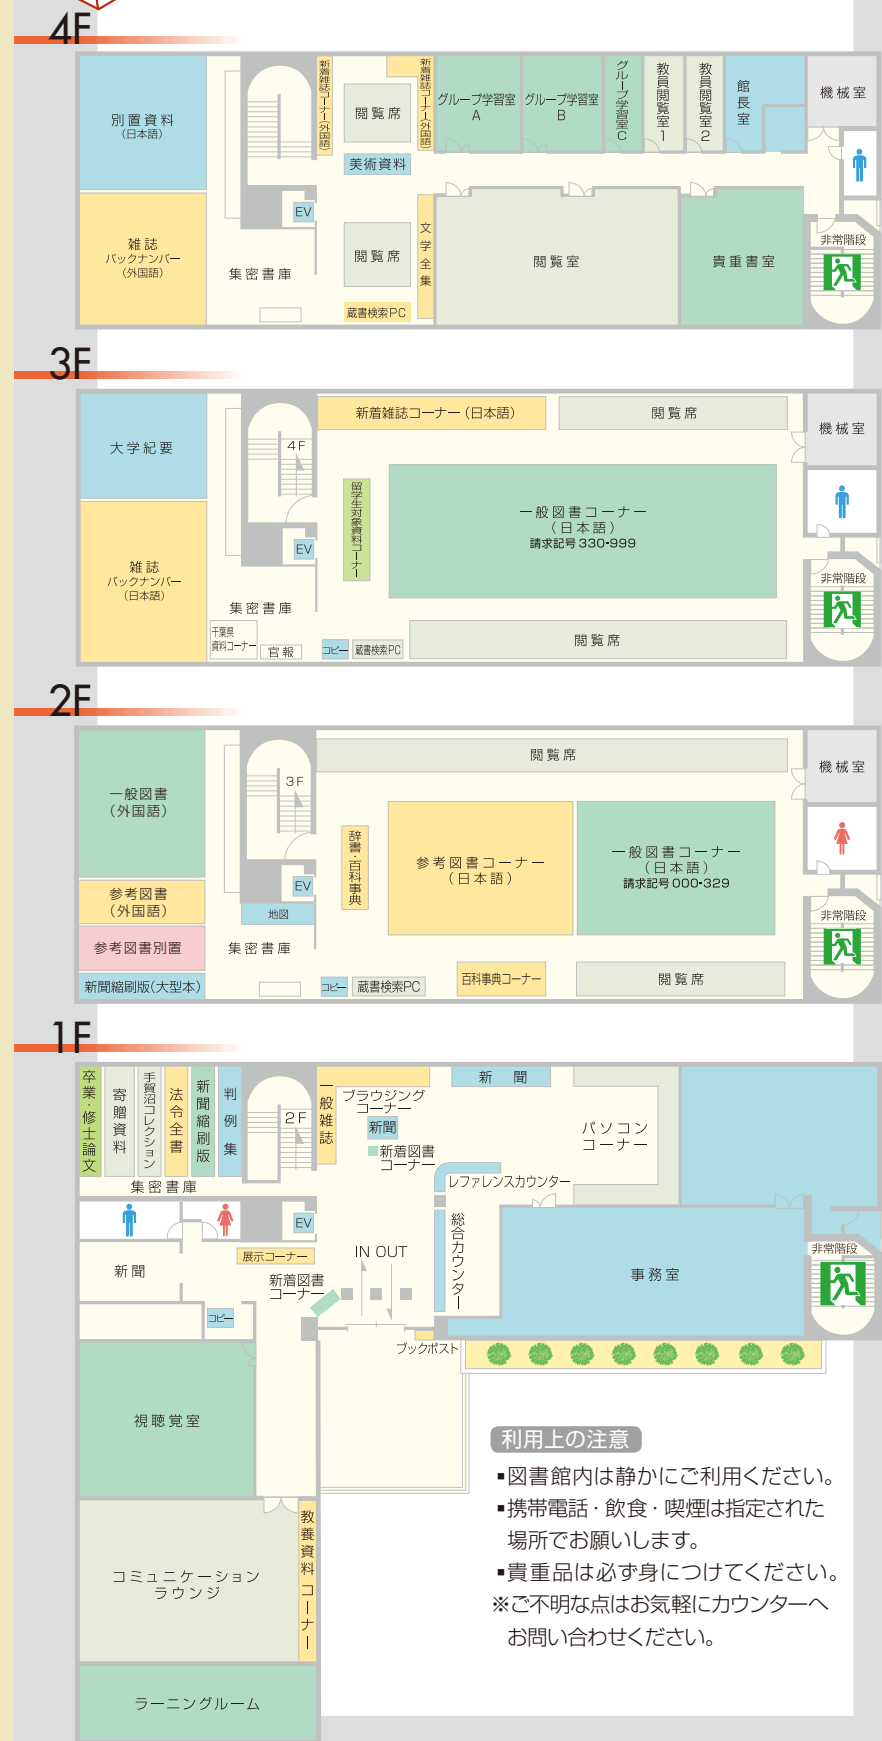 4F
別置資料
(日本語)
雑誌
バックナンバー
(外国語)
集密書庫
EV
新着雑誌コーナー(外国語)
閲覧席
新着雑誌コーナー(外国語)
美術資料
閲覧席
文学全集
蔵書検索PC
グループ学習室
A
グループ学習室
B
グループ学習室C
教員閲覧室1
教員閲覧室2
館長室
機械室
閲覧室
貴重書室
非常階段
3F
大学紀要
雑誌
バックナンバー
(日本語)
集密書庫
千葉県
資料コーナー
官報
4F
EV
新着雑誌コーナー(日本語)
閲覧席
留学生対象資料コーナー
一般図書コーナー
(日本語)
請求記号330-999
コピー
蔵書検索PC
閲覧席
機械室
非常階段
2F
一般図書
(外国語)
参考図書
(外国語)
参考図書別置
新聞縮刷版(大型本)
3F
EV
地図
集密書庫
閲覧席
辞書・百科事典
参考図書コーナー
(日本語)
一般図書コーナー
(日本語)
請求記号000-329
コピー
蔵書検索PC
百科事典コーナー
閲覧席
機械室
非常階段
1F
卒業・修士論文
寄贈資料
手賀沼コレクション
法令全書
新聞縮刷版
判例集
集密書庫
2F
EV
一般雑誌
ブラウジング
コーナー
新聞
新着図書
コーナー
新聞
パソコン
コーナー
レファレンスカウンター
総合カウンター
事務室
非常階段
新聞
コピー
展示コーナー
新着図書
コーナー
IN OUT
ブックポスト
視聴覚室
コミュニケーション
ラウンジ
教養資料コーナー
ラーニングルーム
利用上の注意
▪図書館内は静かにご利用ください。
▪携帯電話・飲食・喫煙は指定された
場所でお願いします。
▪貴重品は必ず身につけてください。
※ご不明な点はお気軽にカウンターへ
お問い合わせください。